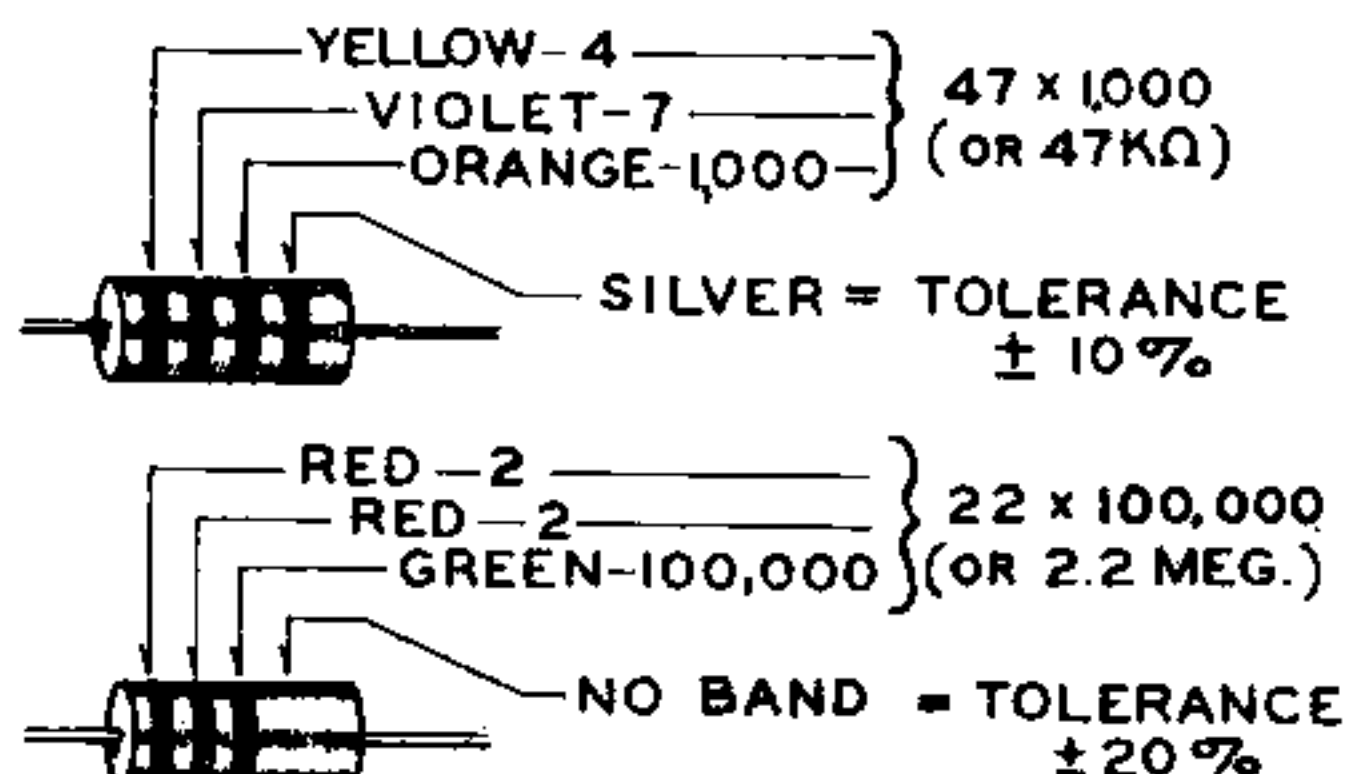 YELLOW-4
VIOLET-7
ORANGE-1,000
47 x 1,000
(OR 47KΩ)
SILVER = TOLERANCE
± 10%
RED-2
RED-2
GREEN-100,000
22 x 100,000
(OR 2.2 MEG.)
NO BAND = TOLERANCE
± 20%